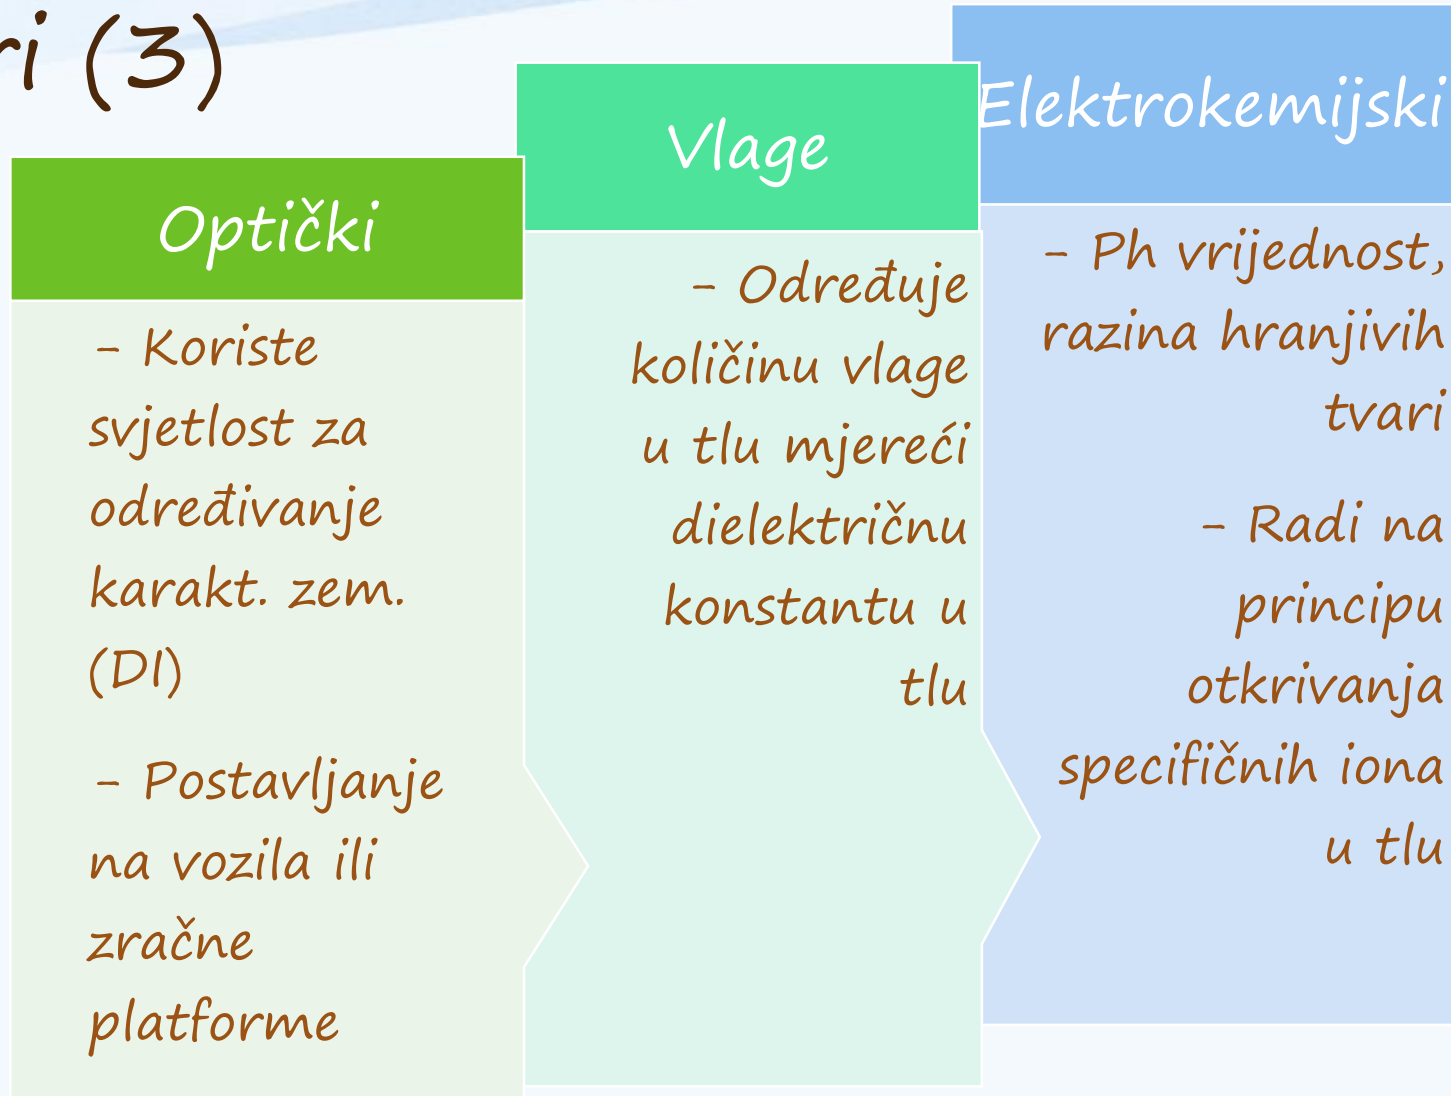 ri (3)
Optički
- Koriste
svjetlost za
određivanje
karakt. zem.
(DI)
- Postavljanje
na vozila ili
zračne
platforme
Vlage
- Određuje
količinu vlage
u tlu mjereći
dielektričnu
konstantu u
tlu
Elektrokemijski
- Ph vrijednost,
razina hranjivih
tvari
- Radi na
principu
otkrivanja
specifičnih iona
u tlu